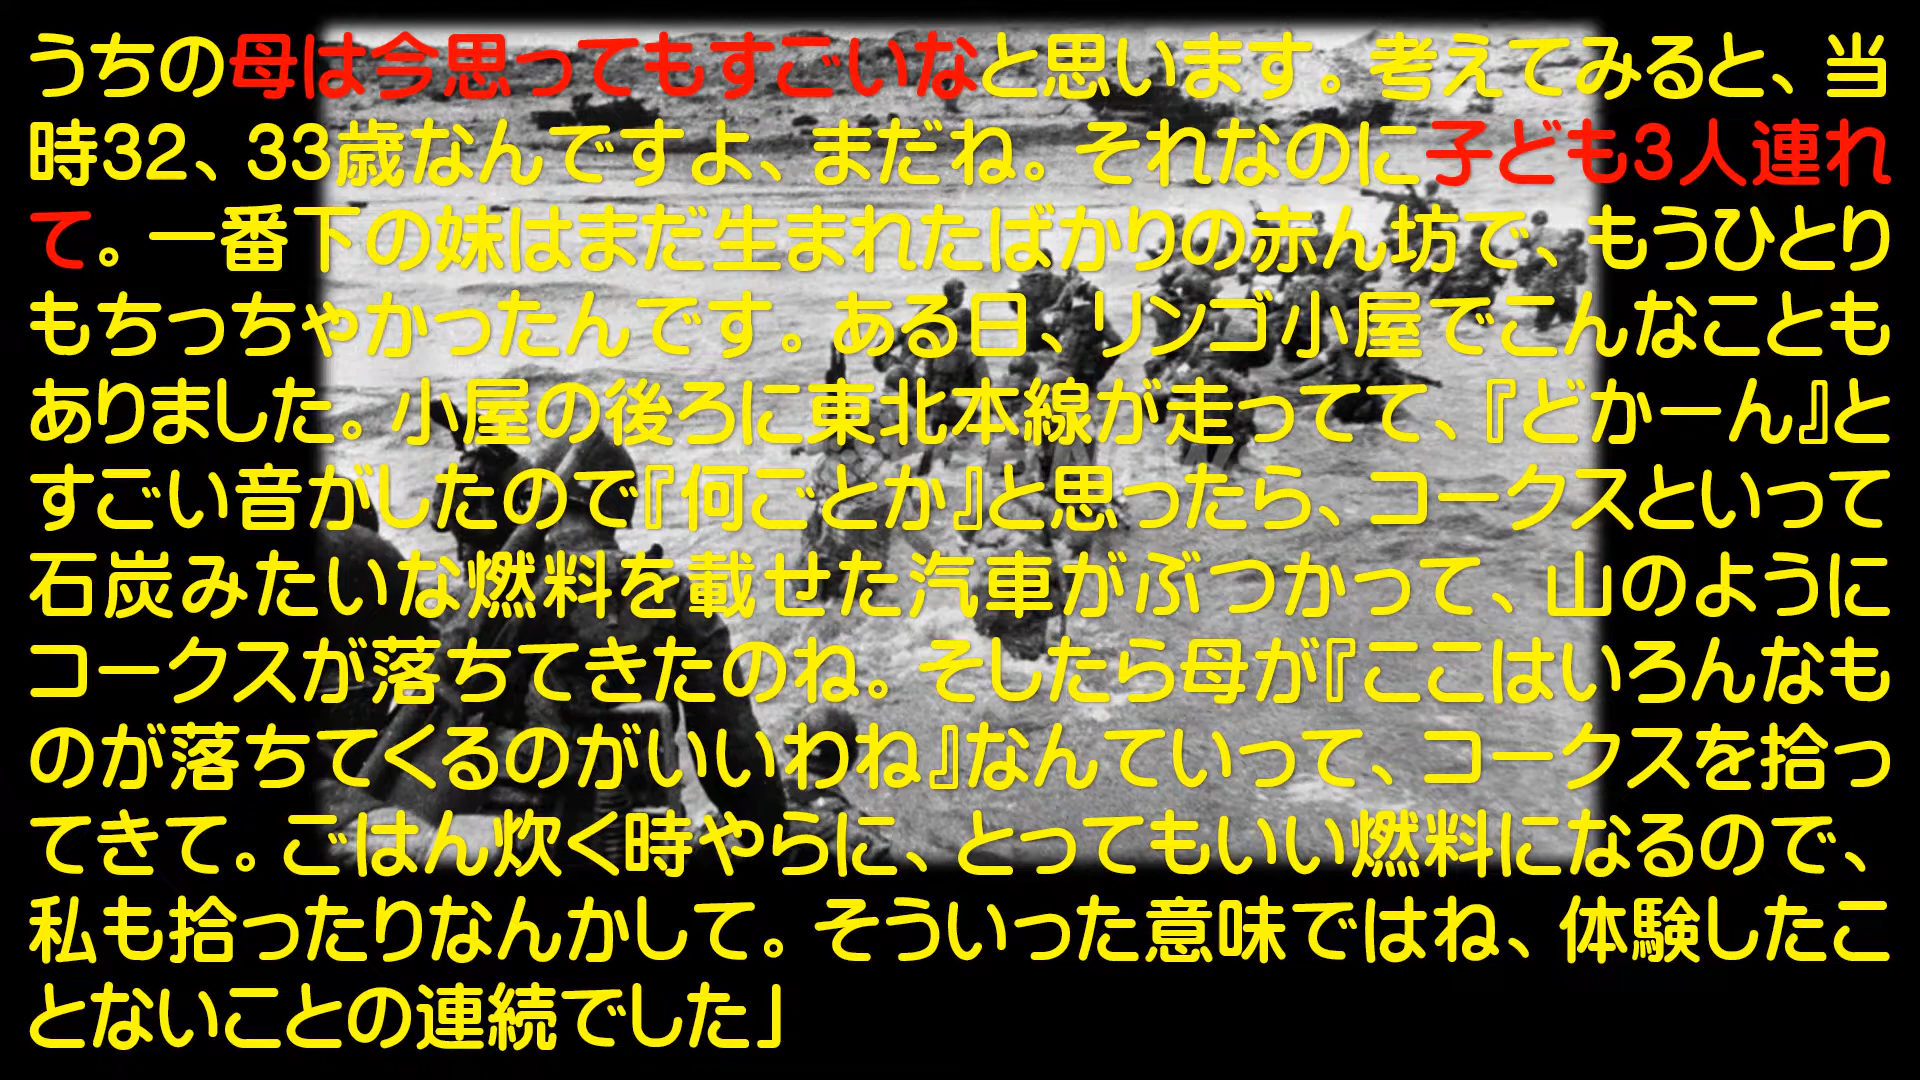 うちの母は今思ってもすごいなと思います。考えてみると、当
時32、33歳なんですよ、まだね。それなのに子ども3人連れ
て。一番下の妹はまだ生まれたばかりの赤ん坊で、もうひとり
もちっちゃかったんです。ある日、リンゴ小屋でこんなことも
ありました。小屋の後ろに東北本線が走ってて、『どかーん』と
すごい音がしたので『何ごとか』と思ったら、コークスといって
石炭みたいな燃料を載せた汽車がぶつかって、山のように
コークスが落ちてきたのね。そしたら母が『ここはいろんなも
のが落ちてくるのがいいわね』なんていって、コークスを拾っ
てきて。ごはん炊く時やらに、とってもいい燃料になるので、
私も拾ったりなんかして。そういった意味ではね、体験したこ
とないことの連続でした」